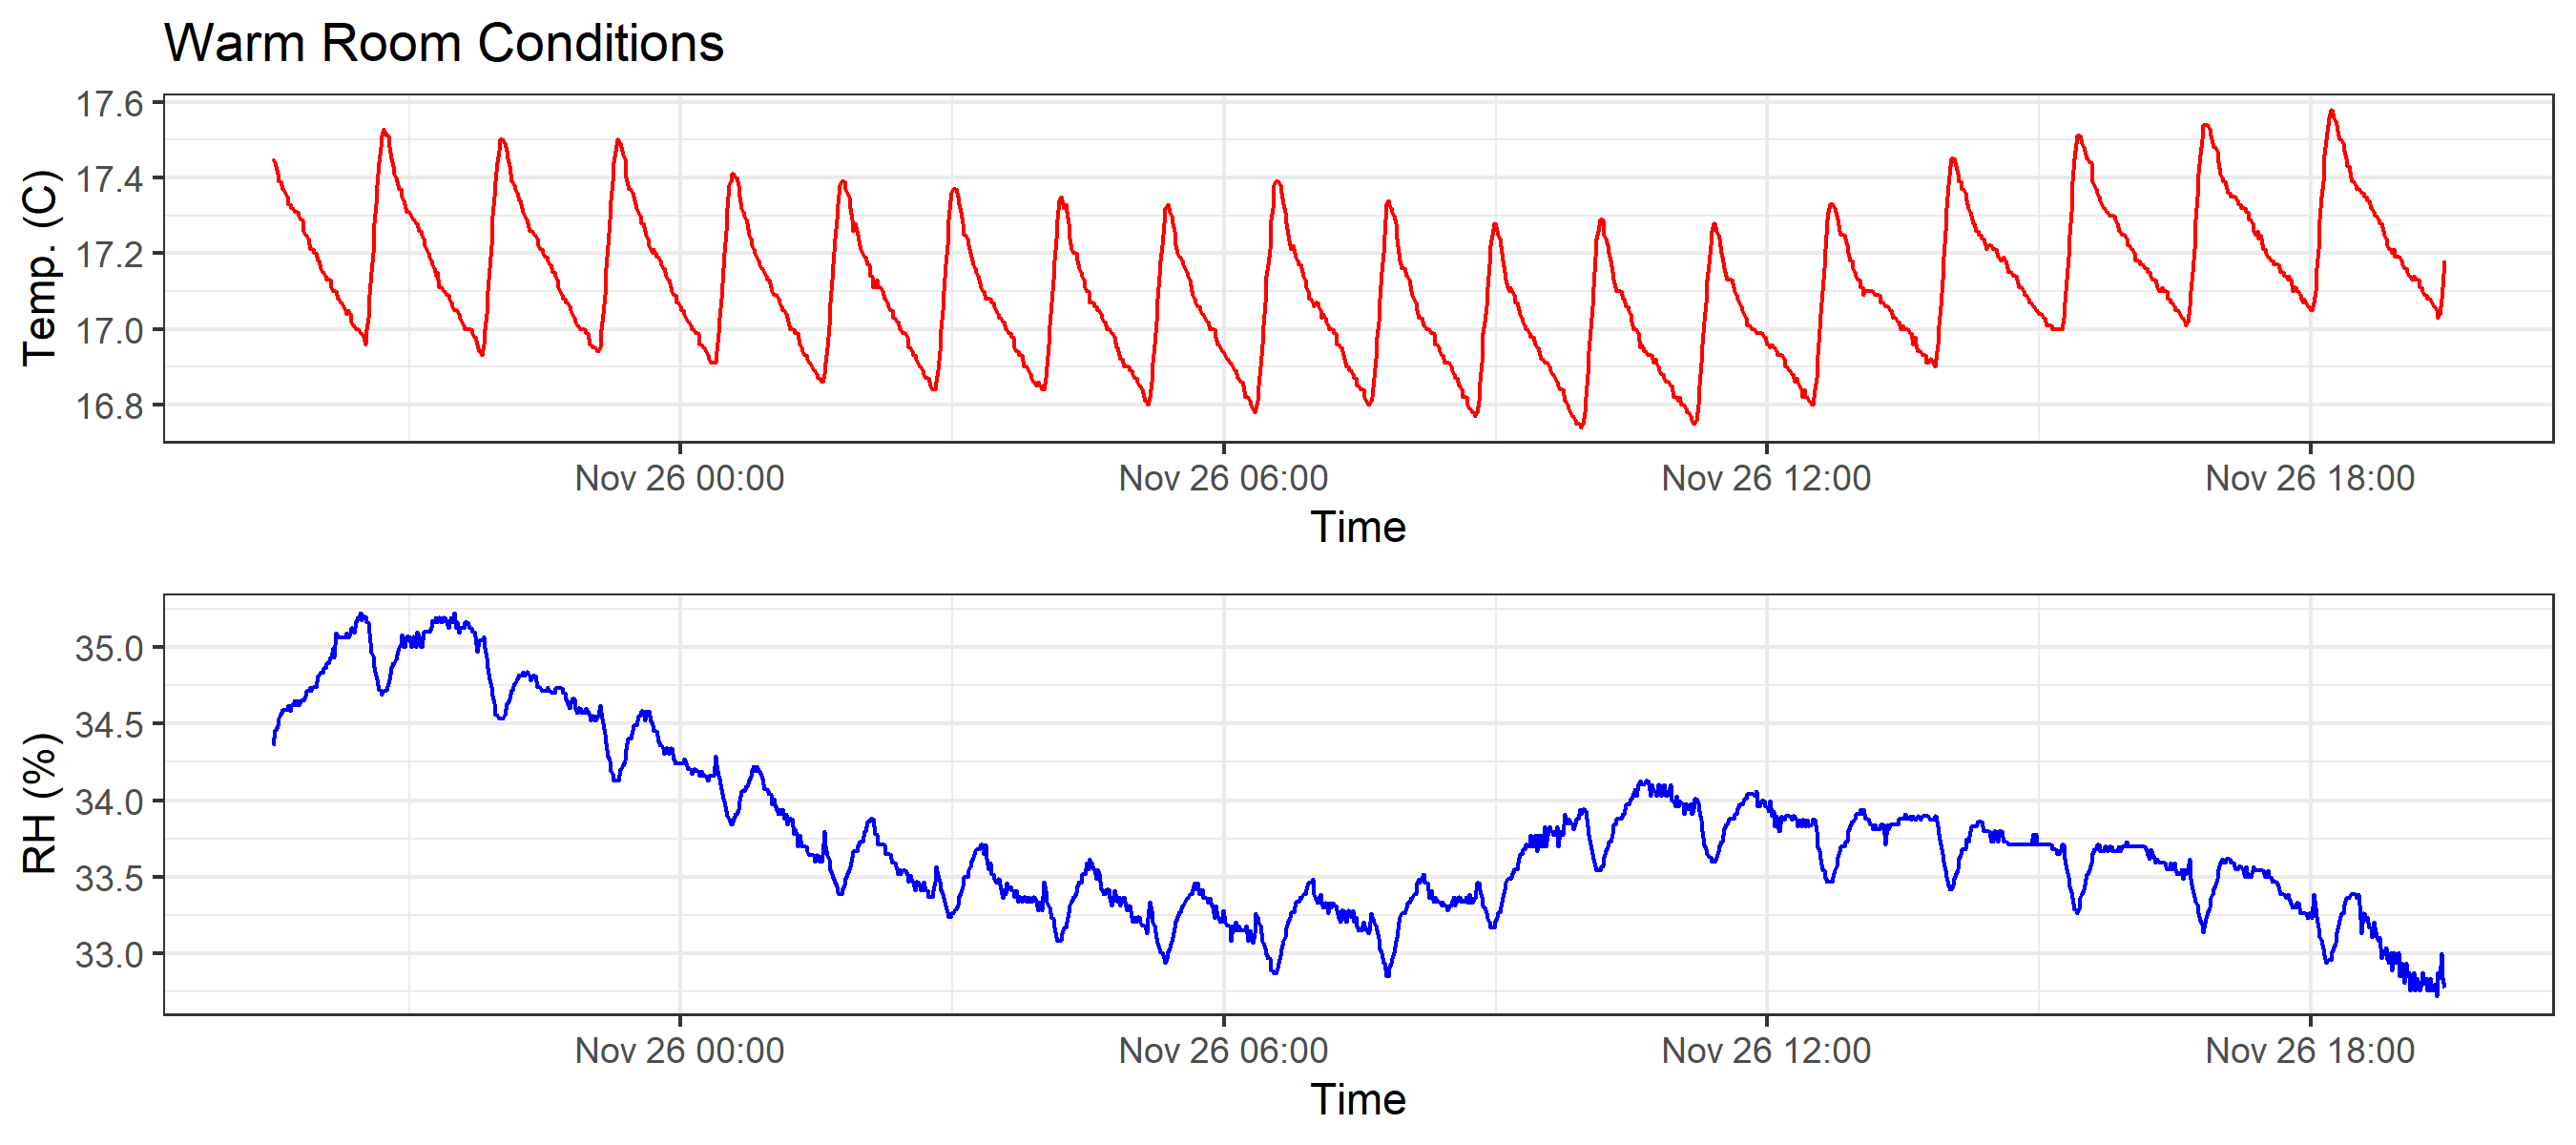 Warm Room Conditions
17.6
17.4
17.2
17.0
16.8
Temp. (C)
Nov 26 00:00 Nov 26 06:00 Nov 26 12:00 Nov 26 18:00
Time
35.0
34.5
34.0
33.5
33.0
RH (%)
Nov 26 00:00 Nov 26 06:00 Nov 26 12:00 Nov 26 18:00
Time